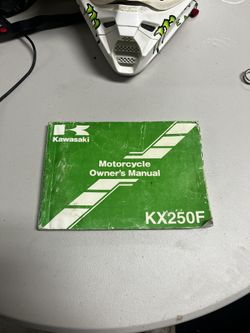 Kawasaki
Motorcycle
Owner's Manual
KX250F